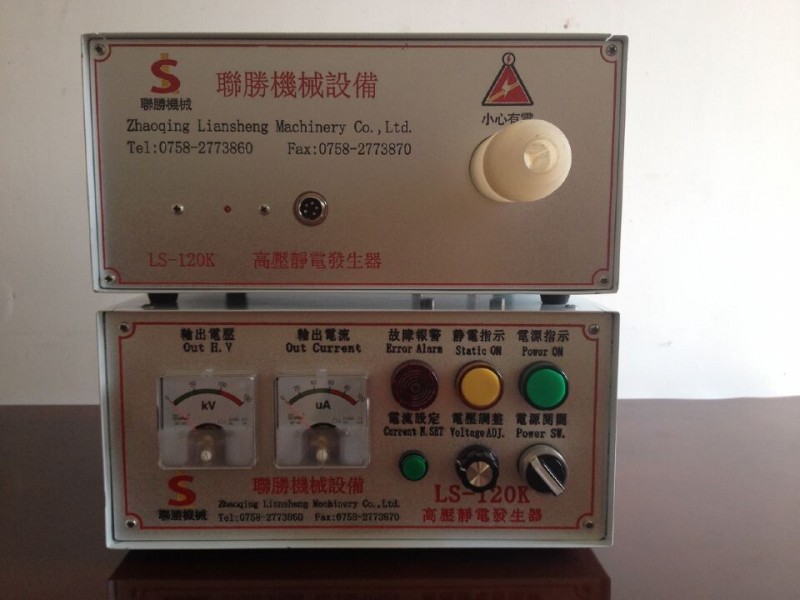 S
聯勝機械
聯勝機械設備
小心有電
Zhaoqing Liansheng Machinery Co.,Ltd.
Tel:0758-2773860 Fax:0758-2773870
LS-120K 高壓靜電發生器
輸出電壓 輸出電流 故障報警 静電指示 電源指示
Out H.V Out Current Error Alarm Static ON Power ON
kV uA
電流設定 電壓調整 電源開關
Current M.SET Voltage ADJ. Power SW.
S
聯勝機械
聯勝機械設備
Zhaoqing Liansheng Machinery Co.,Ltd.
Tel:0758-2773860 Fax:0758-2773870
LS-120K
高壓靜電發生器